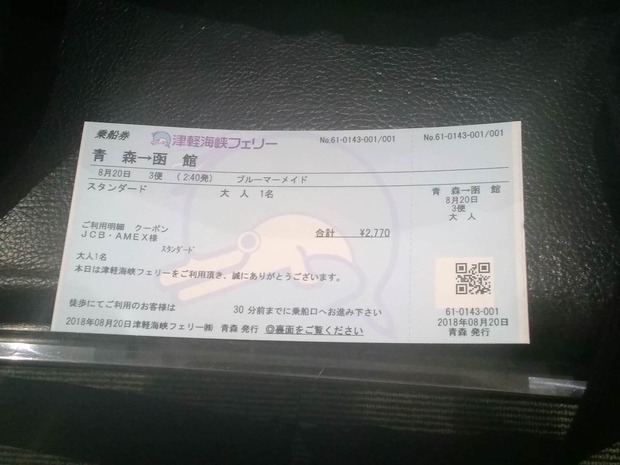 乗船券 津軽海峡フェリー No.61-0143-001/001
青 森→函 館
8月20日 3便 (2:40発) ブルーマーメイド
スタンダード 大 人 1名
ご利用明細 クーポン 合計 ¥2,770
JCB・AMEX様
スタンダード
大人1名
本日は津軽海峡フェリーをご利用頂き、誠にありがとうございます。
徒歩にてご利用のお客様は 30 分前までに乗船口へお進み下さい
2018年08月20日津軽海峡フェリー㈱ 青森 発行 ◎裏面をご覧ください
No.61-0143-001/001
青 森→函 館
8月20日
3便
大 人
61-0143-001
2018年08月20日
青森 発行